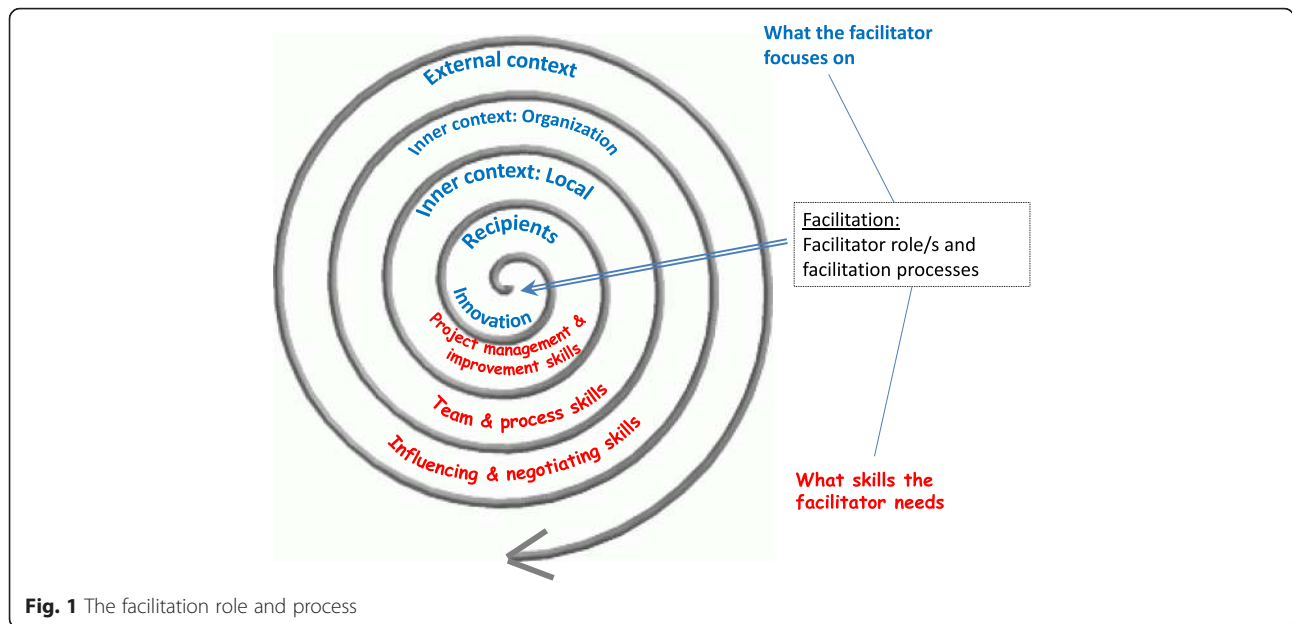 What the facilitator
focuses on
External context
Inner context: Organization
Inner context: Local
Recipients
Innovation
Project management &
improvement skills
Team & process skills
Influencing & negotiating skills
Facilitation:
Facilitator role/s and
facilitation processes
What skills the
facilitator needs
Fig. 1 The facilitation role and process